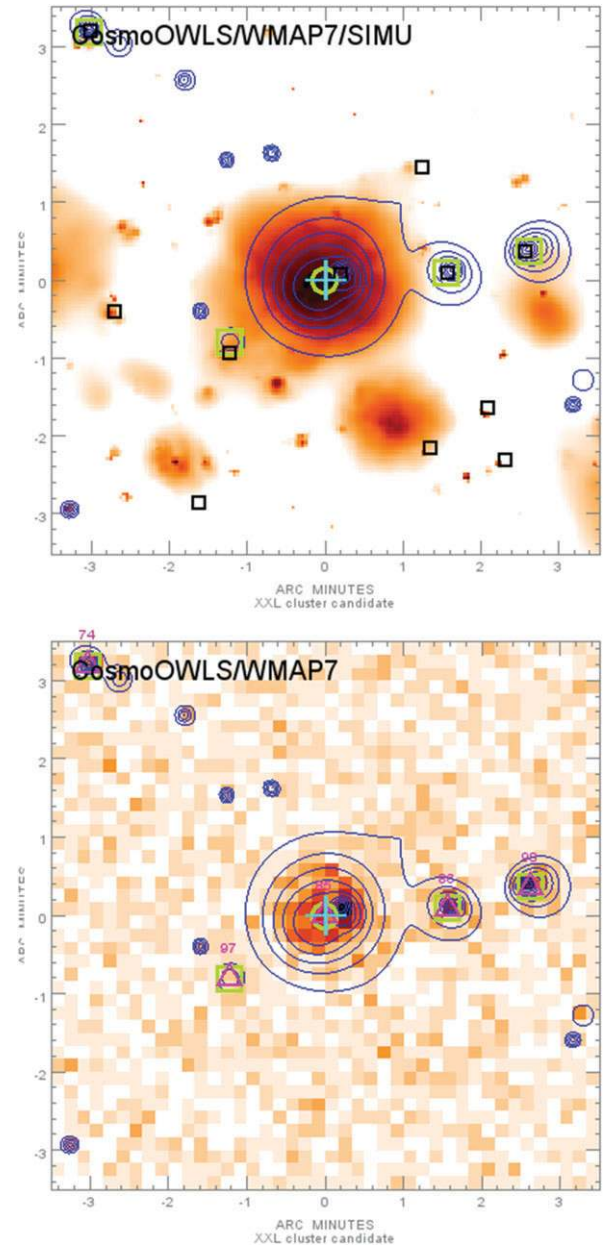 CosmoOWLS/WMAP7/SIMU
3
2
1
0
-1
-2
-3
ARC MINUTES
-3 -2 -1 0 1 2 3
ARC MINUTES
XXL cluster candidate
74
CosmoOWLS/WMAP7
3
2
1
0
-1
-2
-3
ARC MINUTES
97
-3 -2 -1 0 1 2 3
ARC MINUTES
XXL cluster candidate